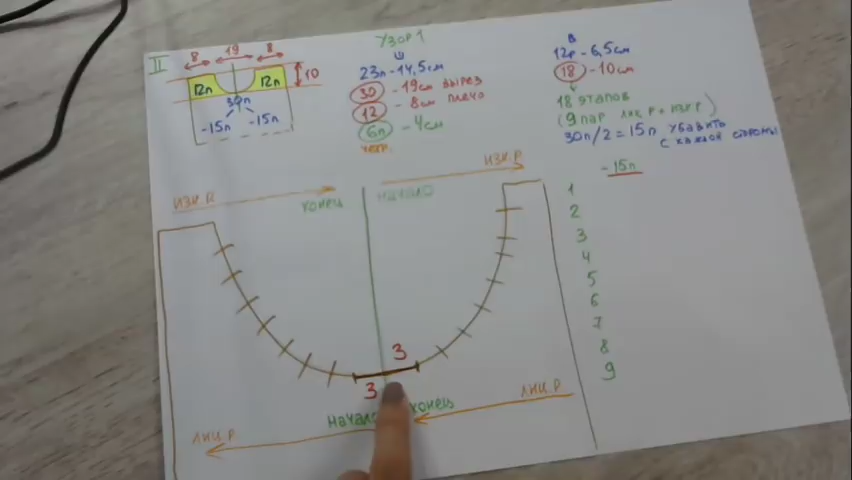 II
8 19 8
12п 12п
10
30п
-15п -15п
УЗОР 1
Ш
23п - 14,5см
30 - 19см вырез
12 - 8см плечо
6п - 4см
В
12р - 6,5см
18 - 10см
18 этапов
(9 пар лиц.р + изн.р)
30п/2 = 15п убавить
с каждой стороны
изн.р
изн.р
конец начало
-15п
1
2
3
4
5
6
7
8
9
3
3
начало конец
лиц.р
лиц.р